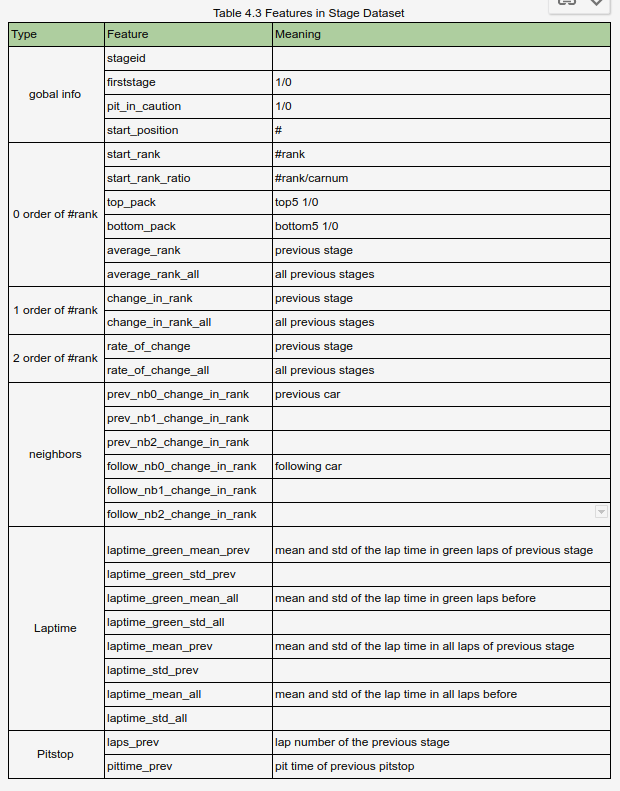 Table 4.3 Features in Stage Dataset
Type Feature Meaning
gobal info
stageid
firststage 1/0
pit_in_caution 1/0
start_position #
0 order of #rank
start_rank #rank
start_rank_ratio #rank/carnum
top_pack top5 1/0
bottom_pack bottom5 1/0
average_rank previous stage
average_rank_all all previous stages
1 order of #rank
change_in_rank previous stage
change_in_rank_all all previous stages
2 order of #rank
rate_of_change previous stage
rate_of_change_all all previous stages
neighbors
prev_nb0_change_in_rank previous car
prev_nb1_change_in_rank
prev_nb2_change_in_rank
follow_nb0_change_in_rank following car
follow_nb1_change_in_rank
follow_nb2_change_in_rank
Laptime
laptime_green_mean_prev mean and std of the lap time in green laps of previous stage
laptime_green_std_prev
laptime_green_mean_all mean and std of the lap time in green laps before
laptime_green_std_all
laptime_mean_prev mean and std of the lap time in all laps of previous stage
laptime_std_prev
laptime_mean_all mean and std of the lap time in all laps before
laptime_std_all
Pitstop
laps_prev lap number of the previous stage
pittime_prev pit time of previous pitstop